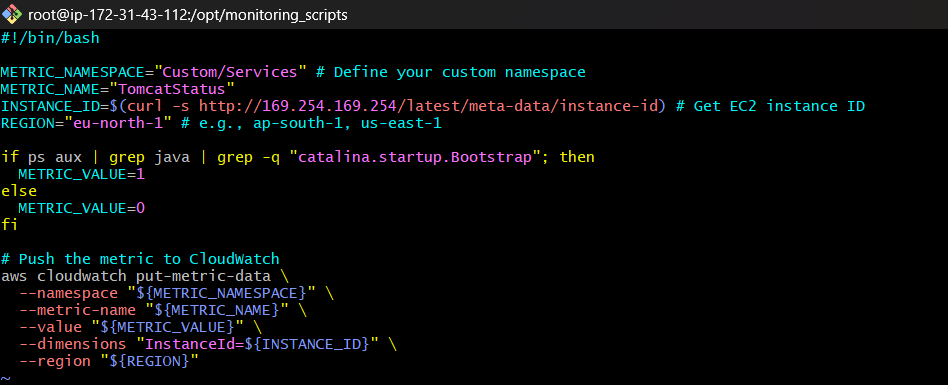 root@ip-172-31-43-112:/opt/monitoring_scripts
#!/bin/bash
METRIC_NAMESPACE="Custom/Services" # Define your custom namespace
METRIC_NAME="TomcatStatus"
INSTANCE_ID=$(curl -s http://169.254.169.254/latest/meta-data/instance-id) # Get EC2 instance ID
REGION="eu-north-1" # e.g., ap-south-1, us-east-1
if ps aux | grep java | grep -q "catalina.startup.Bootstrap"; then
  METRIC_VALUE=1
else
  METRIC_VALUE=0
fi
# Push the metric to CloudWatch
aws cloudwatch put-metric-data \
  --namespace "${METRIC_NAMESPACE}" \
  --metric-name "${METRIC_NAME}" \
  --value "${METRIC_VALUE}" \
  --dimensions "InstanceId=${INSTANCE_ID}" \
  --region "${REGION}"
~